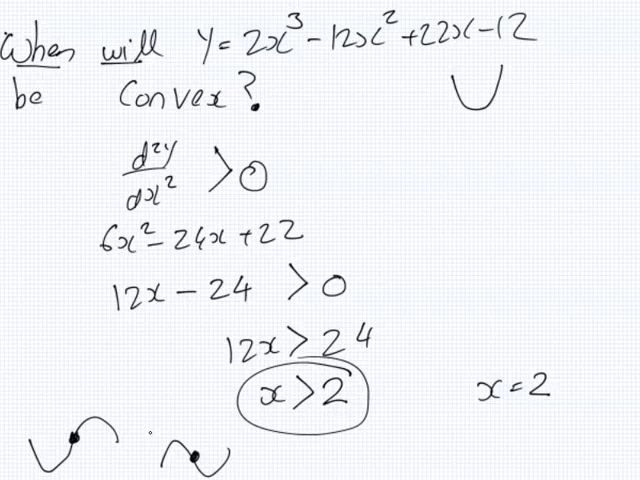 When will y = 2x³ - 12x² + 22x - 12
be convex?
d²y/dx² > 0
6x² - 24x + 22
12x - 24 > 0
12x > 24
x > 2
x = 2